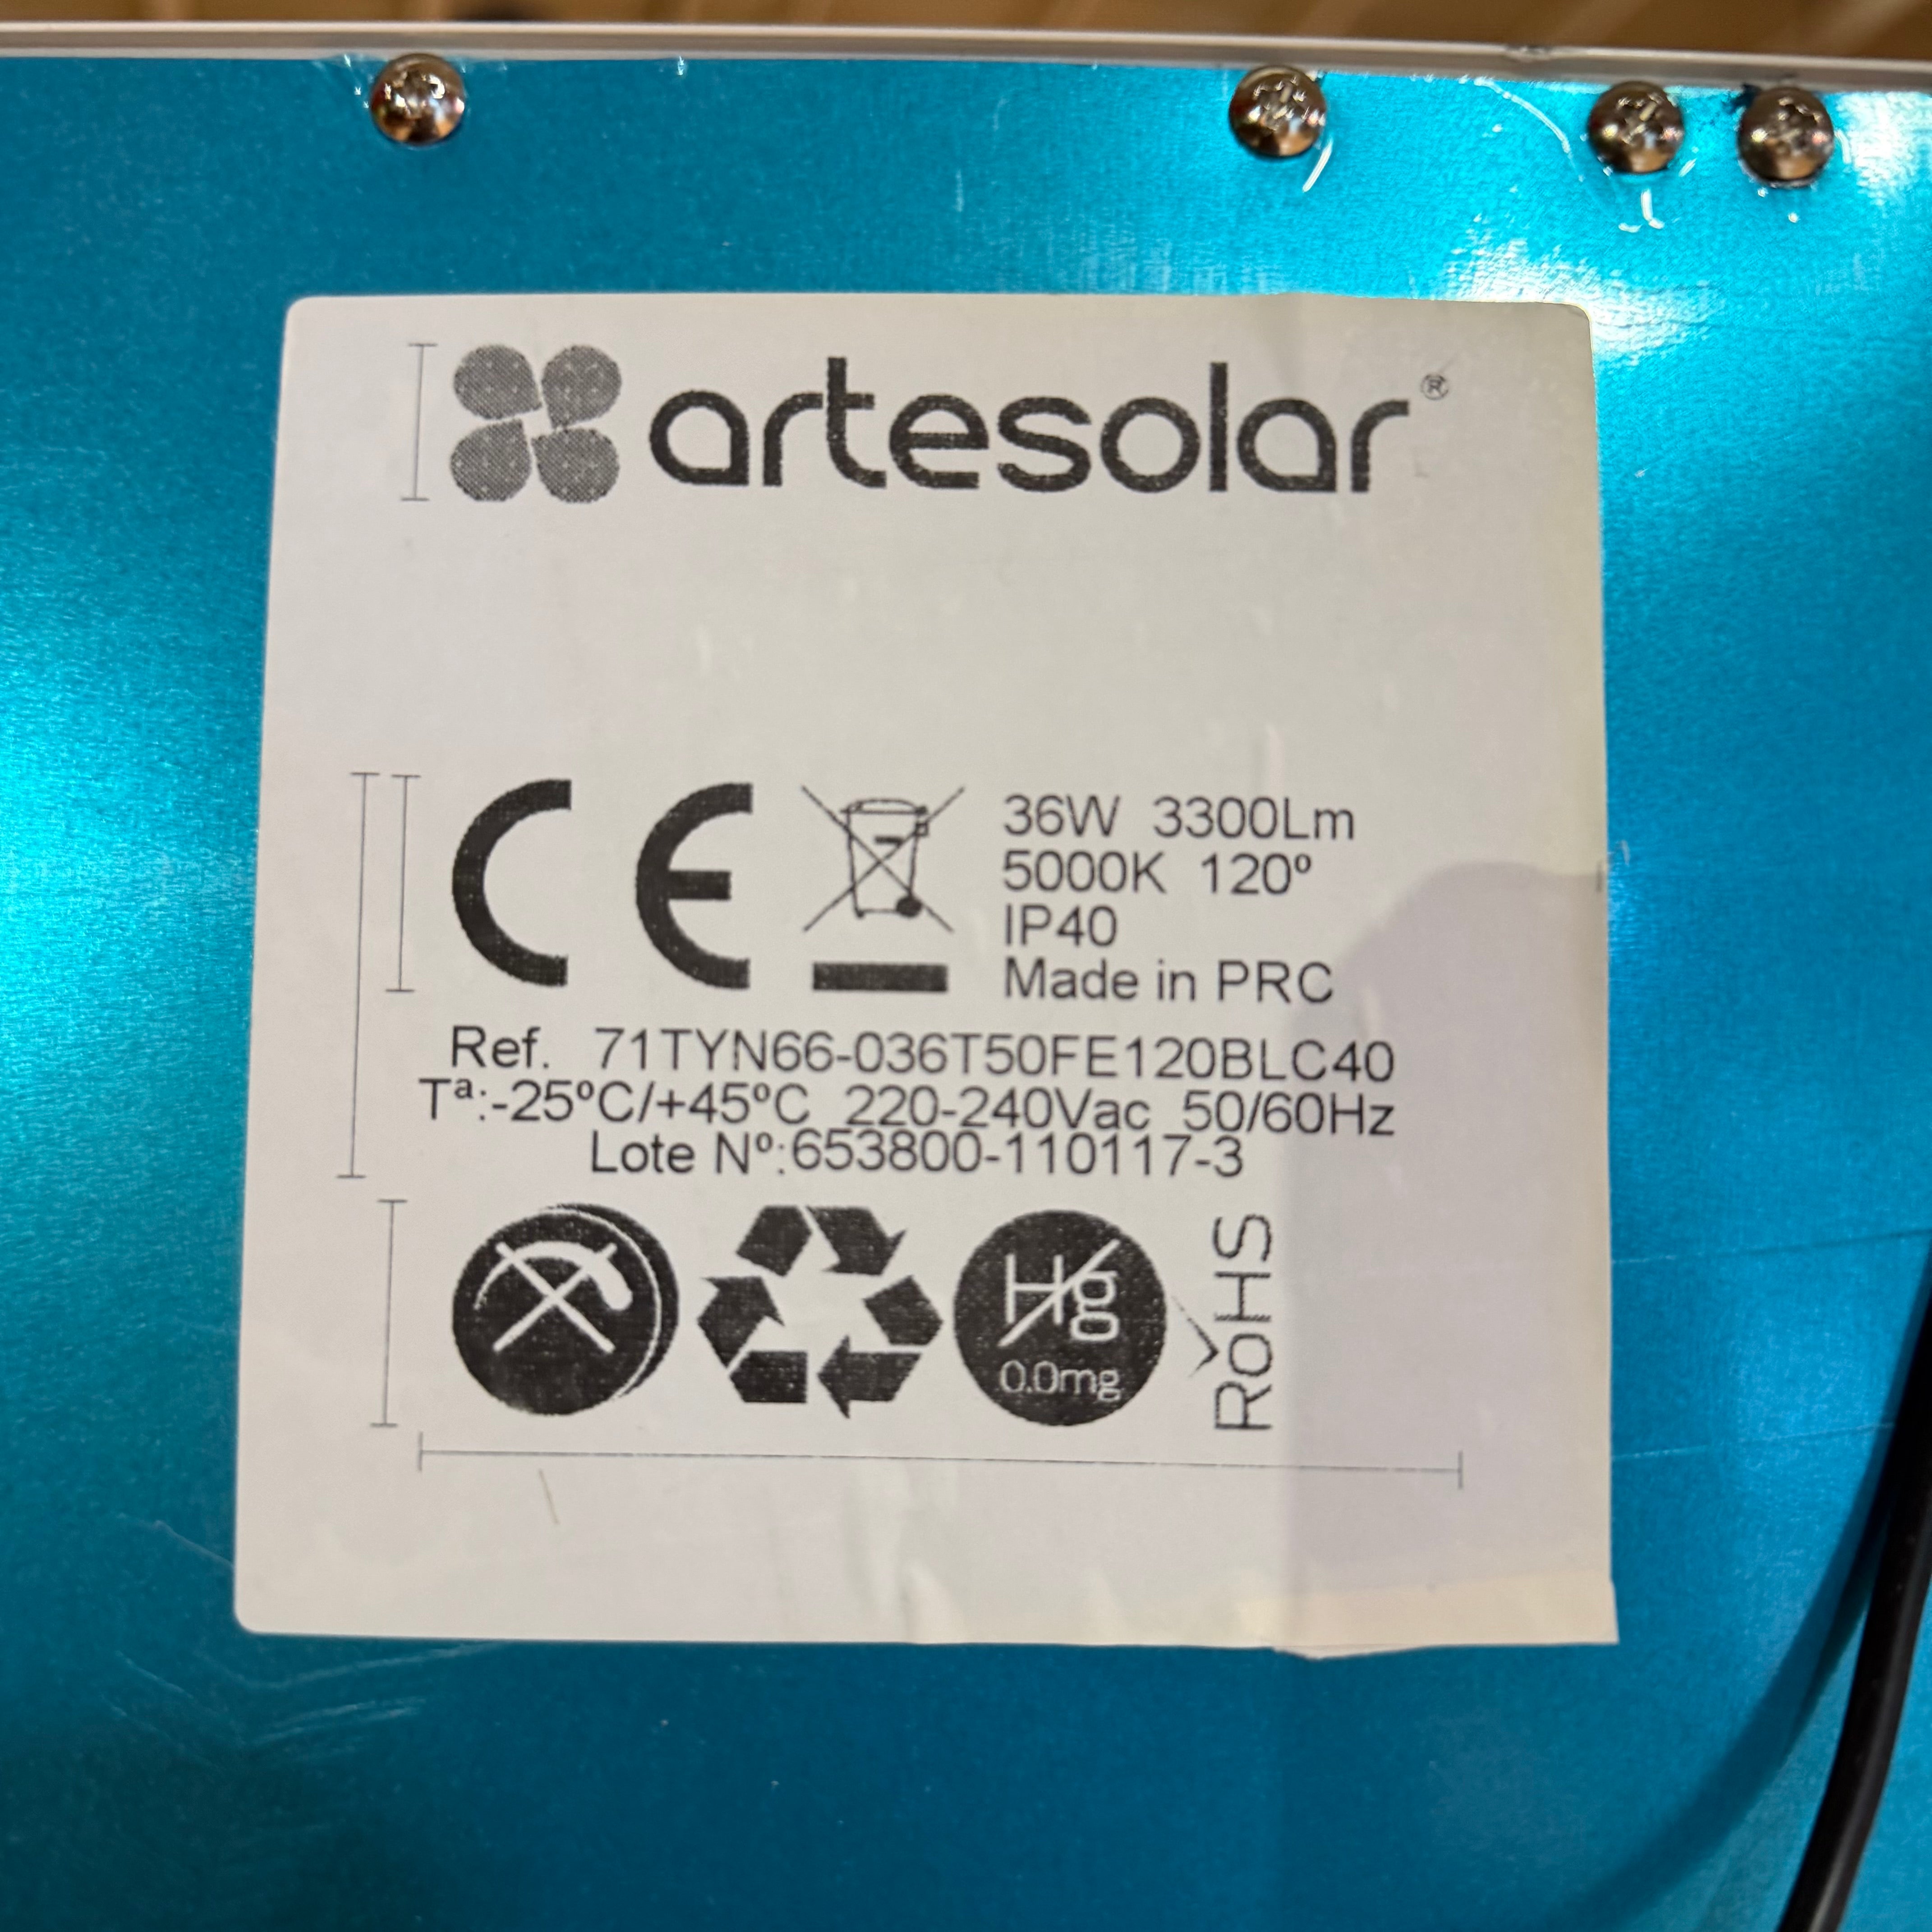 artesolar®
CE
36W 3300Lm
5000K 120º
IP40
Made in PRC
Ref. 71TYN66-036T50FE120BLC40
Tª:-25ºC/+45ºC 220-240Vac 50/60Hz
Lote Nº:653800-110117-3
Hg
0.0mg
RoHS